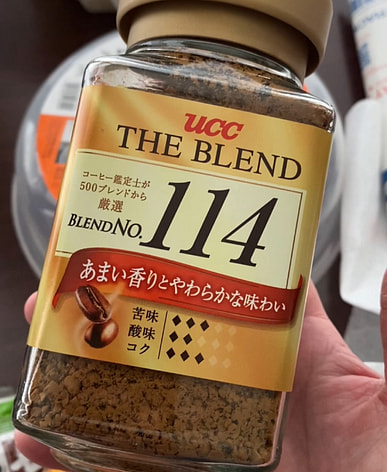 UCC
THE BLEND
コーヒー鑑定士が
500ブレンドから
厳選
BLEND NO. 114
あまい香りとやわらかな味わい
苦味
酸味
コク